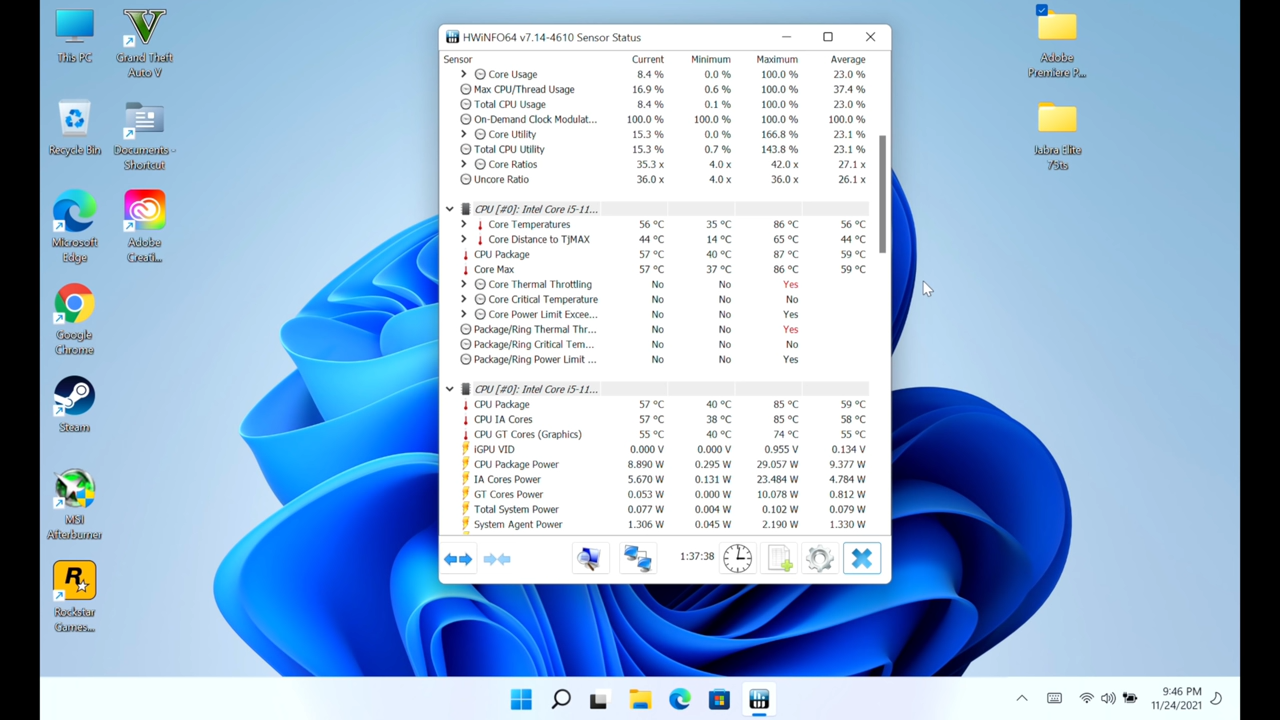 This PC
Grand Theft
Auto V
Recycle Bin
Documents -
Shortcut
Microsoft
Edge
Adobe
Creati...
Google
Chrome
Steam
MSI
Afterburner
Rockstar
Games...
HWiNFO64 v7.14-4610 Sensor Status
Sensor Current Minimum Maximum Average
Core Usage 8.4 % 0.0 % 100.0 % 23.0 %
Max CPU/Thread Usage 16.9 % 0.6 % 100.0 % 37.4 %
Total CPU Usage 8.4 % 0.1 % 100.0 % 23.0 %
On-Demand Clock Modulat... 100.0 % 100.0 % 100.0 % 100.0 %
Core Utility 15.3 % 0.0 % 166.8 % 23.1 %
Total CPU Utility 15.3 % 0.7 % 143.8 % 23.1 %
Core Ratios 35.3 x 4.0 x 42.0 x 27.1 x
Uncore Ratio 36.0 x 4.0 x 36.0 x 26.1 x
CPU [#0]: Intel Core i5-11...
Core Temperatures 56 °C 35 °C 86 °C 56 °C
Core Distance to TjMAX 44 °C 14 °C 65 °C 44 °C
CPU Package 57 °C 40 °C 87 °C 59 °C
Core Max 57 °C 37 °C 86 °C 59 °C
Core Thermal Throttling No No Yes
Core Critical Temperature No No No
Core Power Limit Excee... No No Yes
Package/Ring Thermal Thr... No No Yes
Package/Ring Critical Tem... No No No
Package/Ring Power Limit ... No No Yes
CPU [#0]: Intel Core i5-11...
CPU Package 57 °C 40 °C 85 °C 59 °C
CPU IA Cores 57 °C 38 °C 85 °C 58 °C
CPU GT Cores (Graphics) 55 °C 40 °C 74 °C 55 °C
iGPU VID 0.000 V 0.000 V 0.955 V 0.134 V
CPU Package Power 8.890 W 0.295 W 29.057 W 9.377 W
IA Cores Power 5.670 W 0.131 W 23.484 W 4.784 W
GT Cores Power 0.053 W 0.000 W 10.078 W 0.812 W
Total System Power 0.077 W 0.004 W 0.102 W 0.079 W
System Agent Power 1.306 W 0.045 W 2.190 W 1.330 W
1:37:38
Adobe
Premiere P...
Jabra Elite
75ts
9:46 PM
11/24/2021